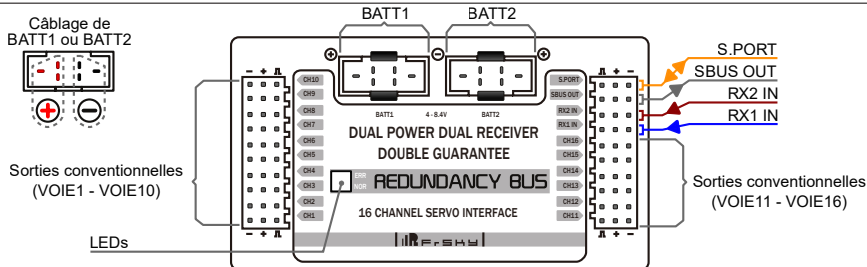 Câblage de
BATT1 ou BATT2
- - - -
+ −
BATT1 BATT2
+ − +
- +
CH10
CH9
CH8
CH7
CH6
CH5
CH4
CH3
CH2
CH1
- +
BATT1 4 - 8.4V BATT2
DUAL POWER DUAL RECEIVER
DOUBLE GUARANTEE
ERR
NOR
REDUNDANCY BUS
16 CHANNEL SERVO INTERFACE
FrSKY
S.PORT
SBUS OUT
RX2 IN
RX1 IN
CH16
CH15
CH14
CH13
CH12
CH11
+ -
+ -
S.PORT
SBUS OUT
RX2 IN
RX1 IN
Sorties conventionnelles
(VOIE1 - VOIE10)
Sorties conventionnelles
(VOIE11 - VOIE16)
LEDs